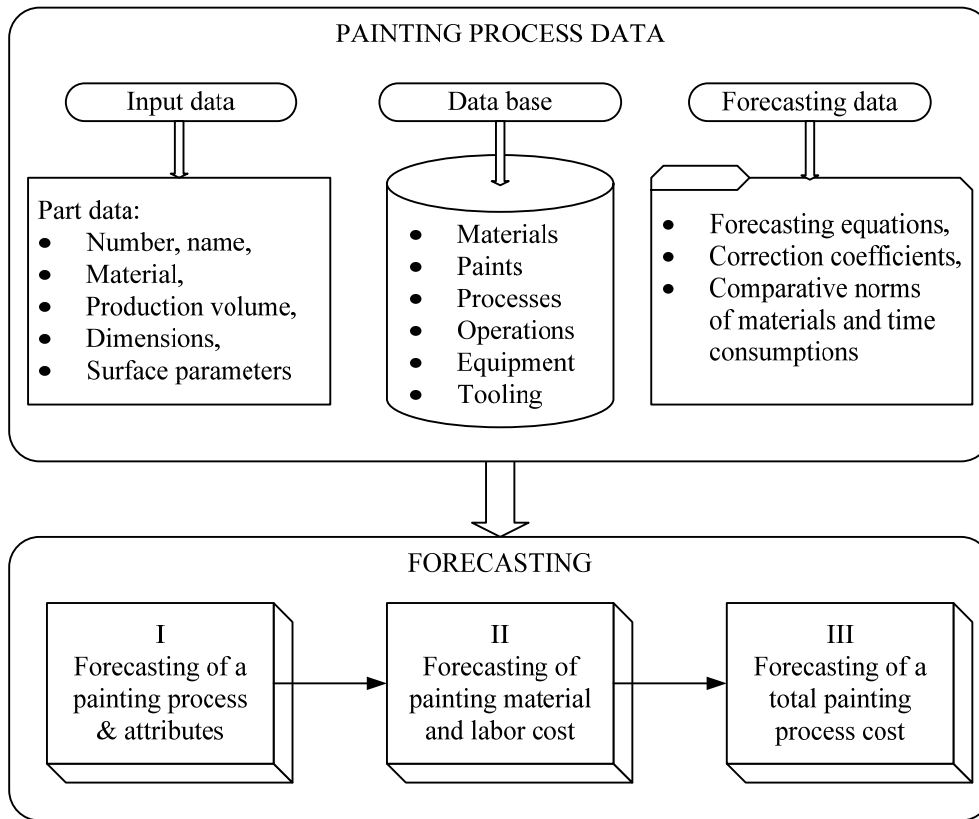 PAINTING PROCESS DATA
Input data
Part data:
● Number, name,
● Material,
● Production volume,
● Dimensions,
● Surface parameters
Data base
● Materials
● Paints
● Processes
● Operations
● Equipment
● Tooling
Forecasting data
● Forecasting equations,
● Correction coefficients,
● Comparative norms
of materials and time
consumptions
FORECASTING
I
Forecasting of a
painting process
& attributes
II
Forecasting of
painting material
and labor cost
III
Forecasting of a
total painting
process cost